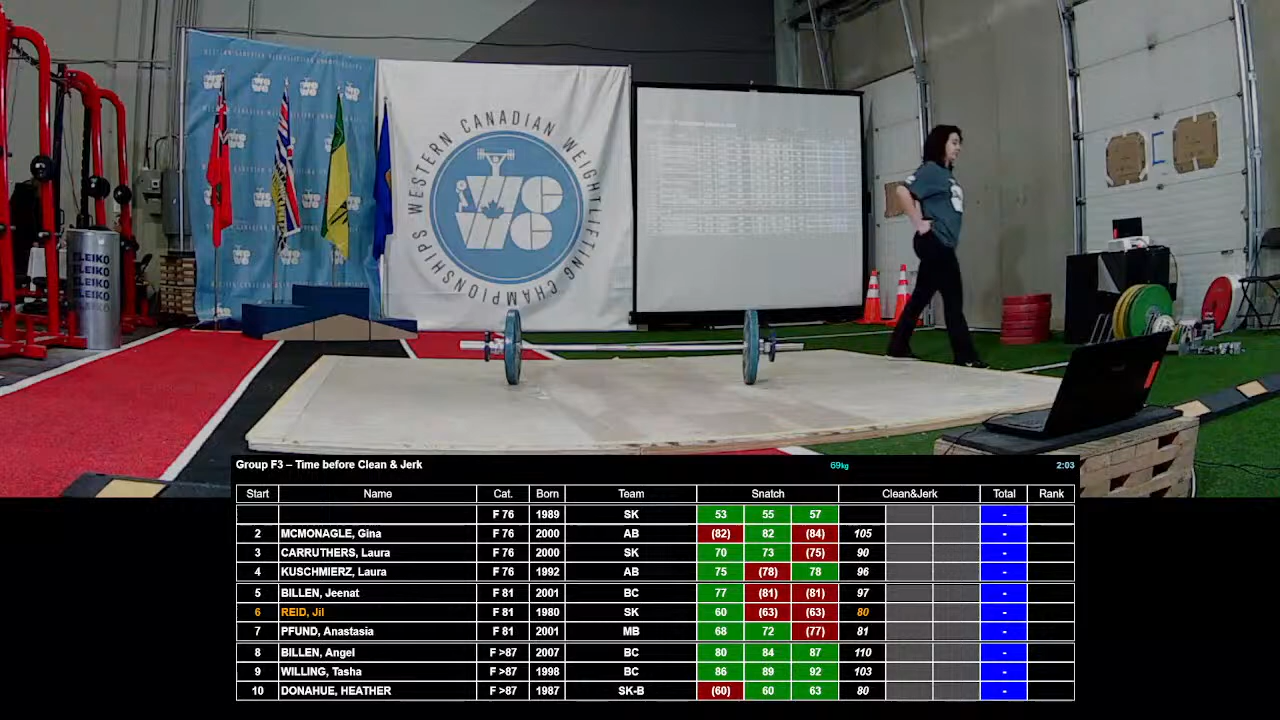 WESTERN CANADIAN WEIGHTLIFTING CHAMPIONSHIPS
WC
WC
ELEIKO
ELEIKO
ELEIKO
ELEIKO
Group F3 – Time before Clean & Jerk 69kg 2:03
Start Name Cat. Born Team Snatch Clean&Jerk Total Rank
F 76 1989 SK 53 55 57 -
2 MCMONAGLE, Gina F 76 2000 AB (82) 82 (84) 105 -
3 CARRUTHERS, Laura F 76 2000 SK 70 73 (75) 90 -
4 KUSCHMIERZ, Laura F 76 1992 AB 75 (78) 78 96 -
5 BILLEN, Jeenat F 81 2001 BC 77 (81) (81) 97 -
6 REID, Jil F 81 1980 SK 60 (63) (63) 80 -
7 PFUND, Anastasia F 81 2001 MB 68 72 (77) 81 -
8 BILLEN, Angel F >87 2007 BC 80 84 87 110 -
9 WILLING, Tasha F >87 1998 BC 86 89 92 103 -
10 DONAHUE, HEATHER F >87 1987 SK-B (60) 60 63 80 -